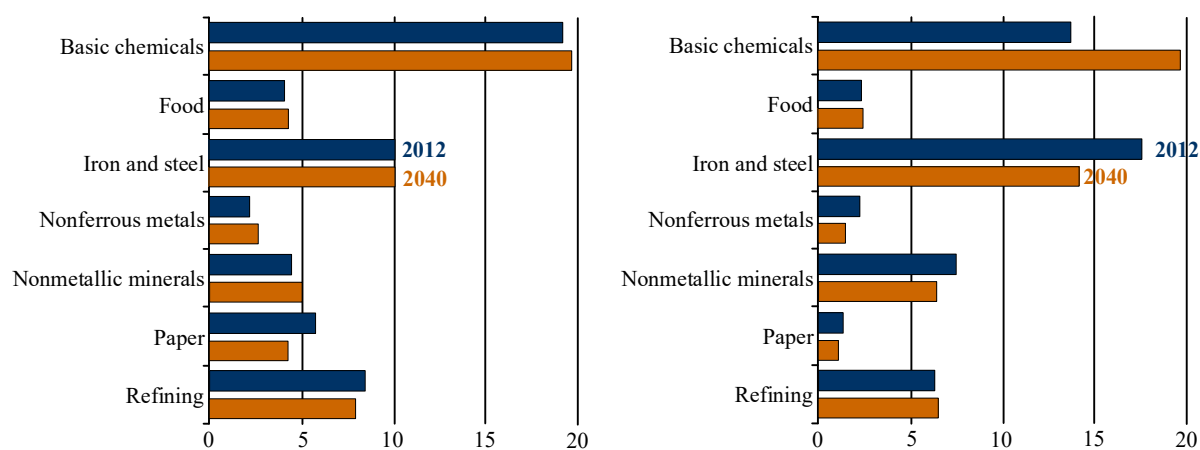 Basic chemicals
Food
Iron and steel
Nonferrous metals
Nonmetallic minerals
Paper
Refining
2012
2040
0 5 10 15 20
Basic chemicals
Food
Iron and steel
Nonferrous metals
Nonmetallic minerals
Paper
Refining
2012
2040
0 5 10 15 20